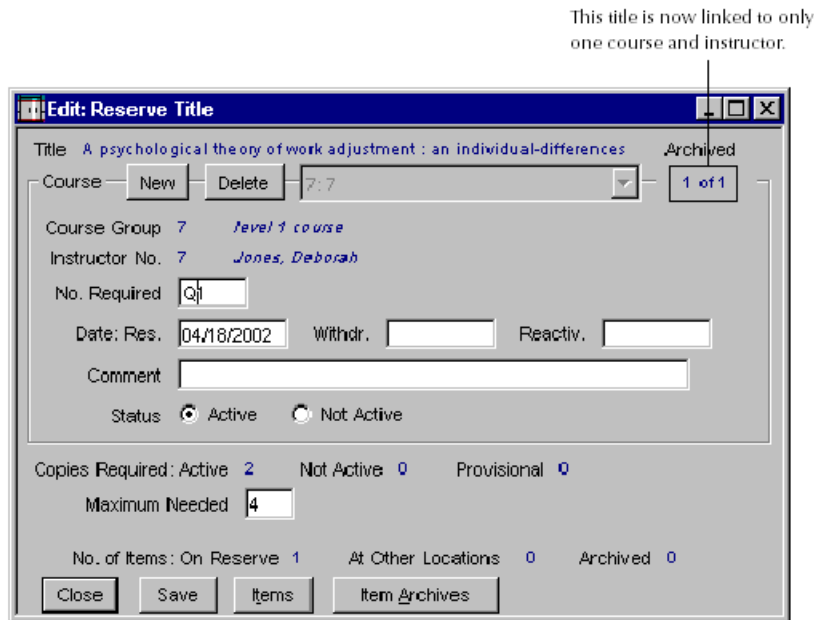 This title is now linked to only
one course and instructor.
Edit: Reserve Title
Title A psychological theory of work adjustment : an individual-differences Archived
Course New Delete 7: 7 1 of 1
Course Group 7 level 1 course
Instructor No. 7 Jones, Deborah
No. Required
Date: Res. 04/18/2002 Withdr. Reactiv.
Comment
Status Active Not Active
Copies Required: Active 2 Not Active 0 Provisional 0
Maximum Needed 4
No. of Items: On Reserve 1 At Other Locations 0 Archived 0
Close Save Items Item Archives